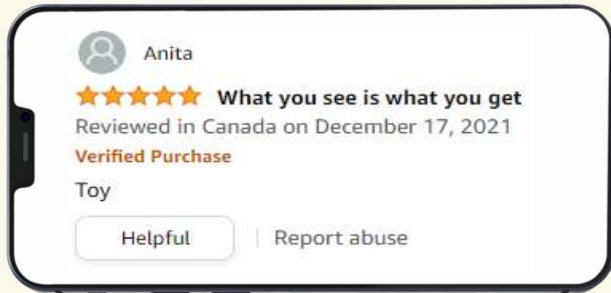 Anita
What you see is what you get
Reviewed in Canada on December 17, 2021
Verified Purchase
Toy
Helpful | Report abuse